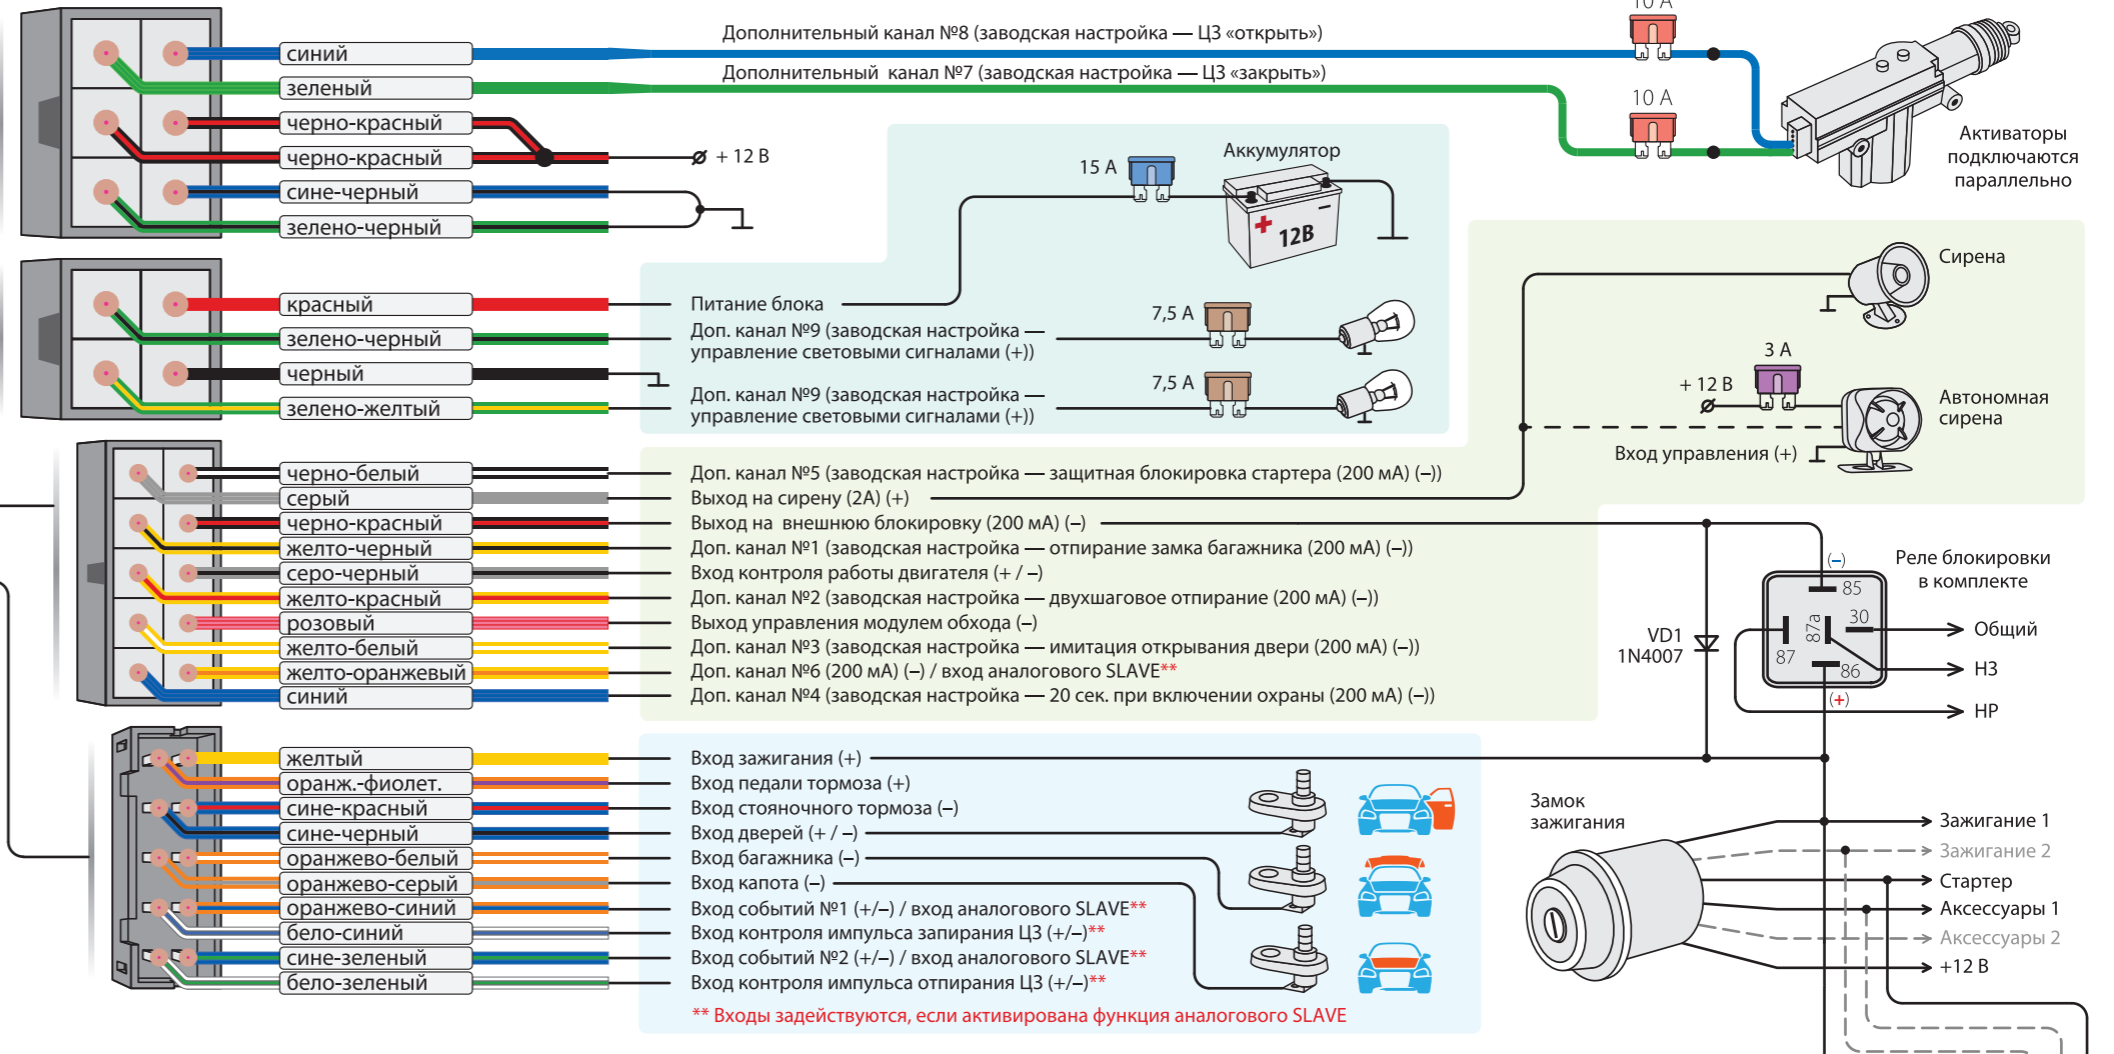 10 А
синий
Дополнительный канал №8 (заводская настройка — ЦЗ «открыть»)
зеленый
Дополнительный канал №7 (заводская настройка — ЦЗ «закрыть»)
10 А
черно-красный
черно-красный
+ 12 В
сине-черный
зелено-черный
Активаторы
подключаются
параллельно
15 А
Аккумулятор
12В
красный
Питание блока
зелено-черный
Доп. канал №9 (заводская настройка —
управление световыми сигналами (+))
7,5 А
черный
зелено-желтый
Доп. канал №9 (заводская настройка —
управление световыми сигналами (+))
7,5 А
Сирена
3 А
+ 12 В
Автономная
сирена
Вход управления (+)
черно-белый
Доп. канал №5 (заводская настройка — защитная блокировка стартера (200 мА) (–))
серый
Выход на сирену (2А) (+)
черно-красный
Выход на внешнюю блокировку (200 мА) (–)
желто-черный
Доп. канал №1 (заводская настройка — отпирание замка багажника (200 мА) (–))
серо-черный
Вход контроля работы двигателя (+ / –)
желто-красный
Доп. канал №2 (заводская настройка — двухшаговое отпирание (200 мА) (–))
розовый
Выход управления модулем обхода (–)
желто-белый
Доп. канал №3 (заводская настройка — имитация открывания двери (200 мА) (–))
желто-оранжевый
Доп. канал №6 (200 мА) (–) / вход аналогового SLAVE**
синий
Доп. канал №4 (заводская настройка — 20 сек. при включении охраны (200 мА) (–))
Реле блокировки
в комплекте
(–)
85
30
87а
87
86
(+)
VD1
1N4007
Общий
НЗ
НР
желтый
Вход зажигания (+)
оранж.-фиолет.
Вход педали тормоза (+)
сине-красный
Вход стояночного тормоза (–)
сине-черный
Вход дверей (+ / –)
оранжево-белый
Вход багажника (–)
оранжево-серый
Вход капота (–)
оранжево-синий
Вход событий №1 (+/–) / вход аналогового SLAVE**
бело-синий
Вход контроля импульса запирания ЦЗ (+/–)**
сине-зеленый
Вход событий №2 (+/–) / вход аналогового SLAVE**
бело-зеленый
Вход контроля импульса отпирания ЦЗ (+/–)**
** Входы задействуются, если активирована функция аналогового SLAVE
Замок
зажигания
Зажигание 1
Зажигание 2
Стартер
Аксессуары 1
Аксессуары 2
+12 В